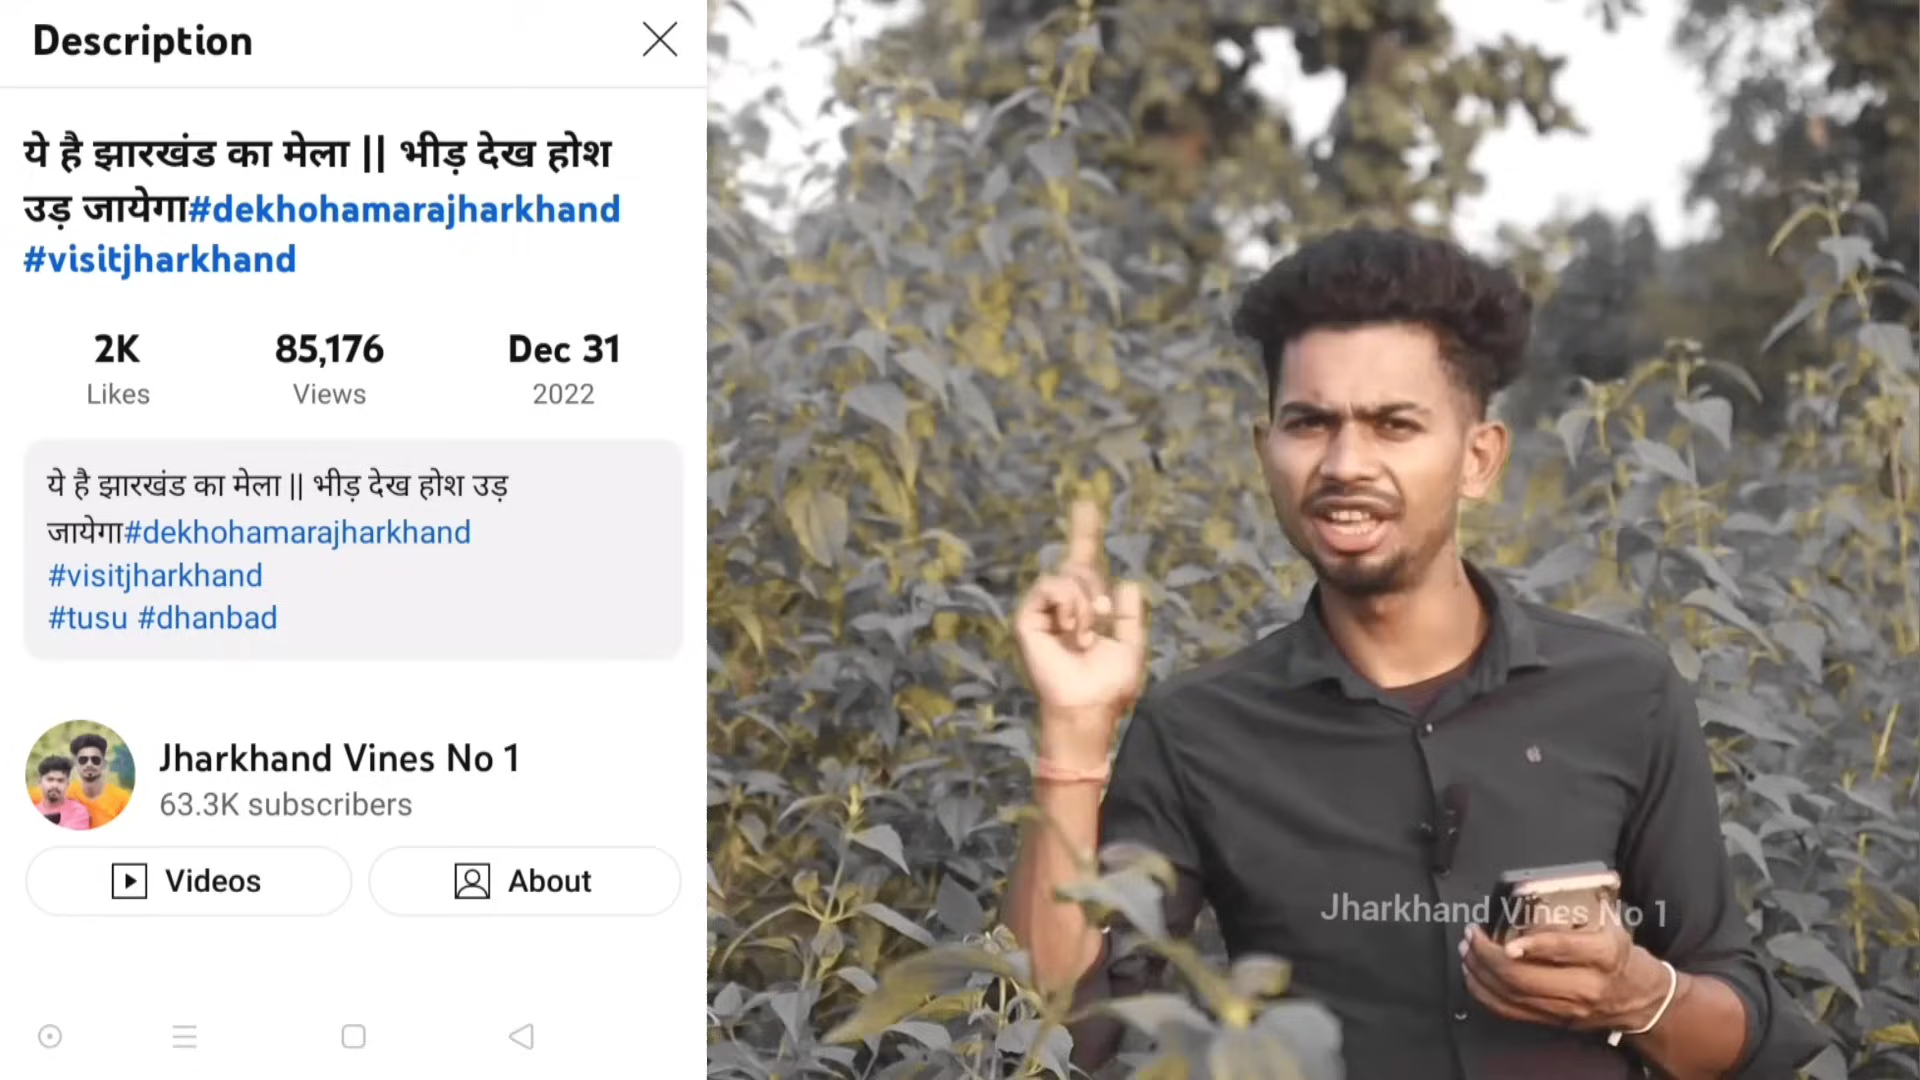 Description
ये है झारखंड का मेला || भीड़ देख होश
उड़ जायेगा#dekhohamarajharkhand
#visitjharkhand
2K
Likes
85,176
Views
Dec 31
2022
ये है झारखंड का मेला || भीड़ देख होश उड़
जायेगा#dekhohamarajharkhand
#visitjharkhand
#tusu #dhanbad
Jharkhand Vines No 1
63.3K subscribers
Videos
About
Jharkhand Vines No 1